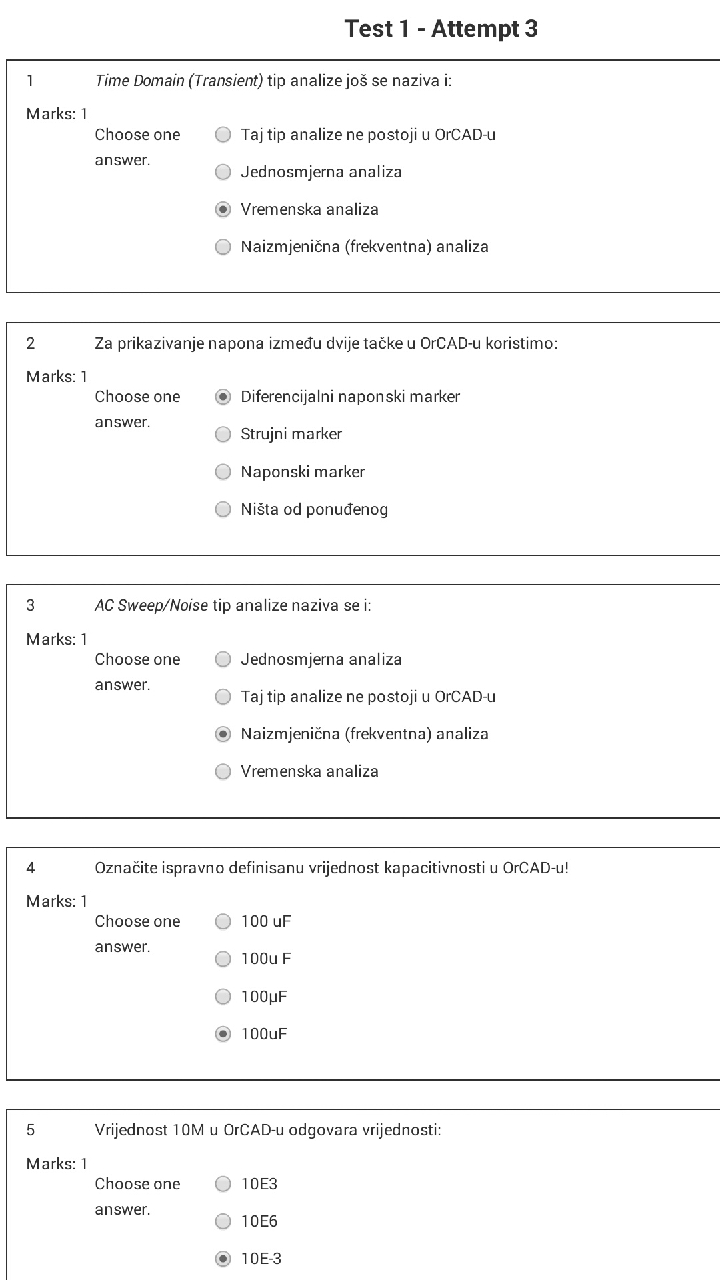 Test 1 - Attempt 3
1 Time Domain (Transient) tip analize još se naziva i:
Marks: 1
Choose one answer.
Taj tip analize ne postoji u OrCAD-u
Jednosmjerna analiza
Vremenska analiza
Naizmjenična (frekventna) analiza
2 Za prikazivanje napona između dvije tačke u OrCAD-u koristimo:
Marks: 1
Choose one answer.
Diferencijalni naponski marker
Strujni marker
Naponski marker
Ništa od ponuđenog
3 AC Sweep/Noise tip analize naziva se i:
Marks: 1
Choose one answer.
Jednosmjerna analiza
Taj tip analize ne postoji u OrCAD-u
Naizmjenična (frekventna) analiza
Vremenska analiza
4 Označite ispravno definisanu vrijednost kapacitivnosti u OrCAD-u!
Marks: 1
Choose one answer.
100 uF
100u F
100µF
100uF
5 Vrijednost 10M u OrCAD-u odgovara vrijednosti:
Marks: 1
Choose one answer.
10E3
10E6
10E-3